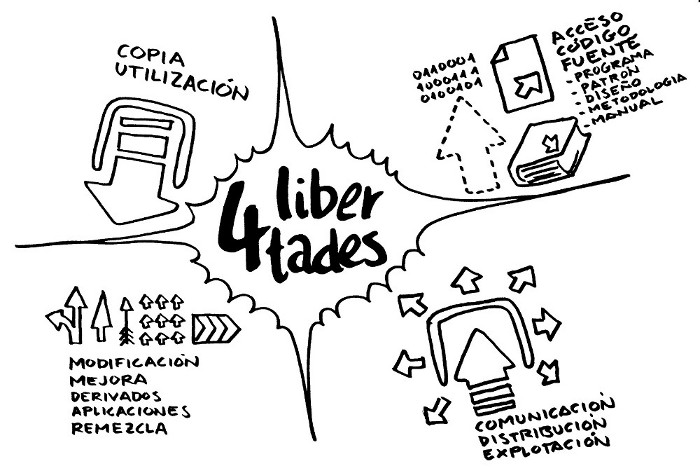 COPIA
UTILIZACIÓN
0110001
1000111
0100101
ACCESO
CÓDIGO
FUENTE
- PROGRAMA
- PATRÓN
- DISEÑO
- METODOLOGIA
- MANUAL
4 liber
tades
MODIFICACIÓN
MEJORA
DERIVADOS
APLICACIONES
REMEZCLA
COMUNICACIÓN
DISTRIBUCIÓN
EXPLOTACIÓN